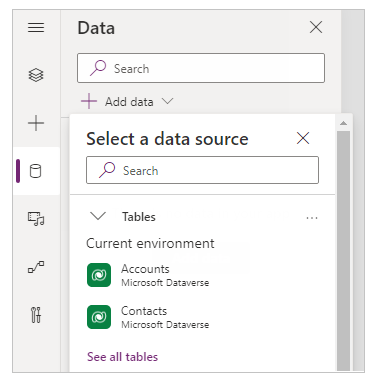 Data
Search
Add data
Select a data source
Search
Tables
Current environment
Accounts
Microsoft Dataverse
Contacts
Microsoft Dataverse
See all tables